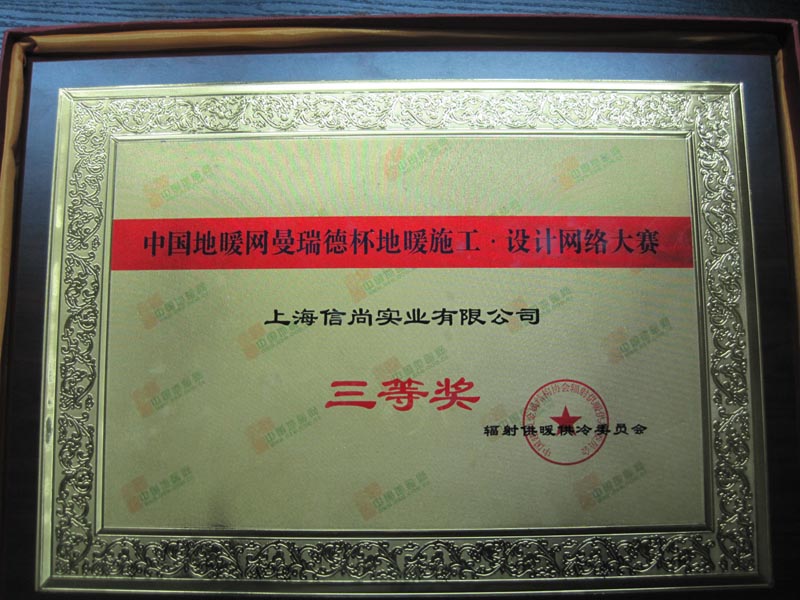 中国地暖网曼瑞德杯地暖施工·设计网络大赛
上海信尚实业有限公司
三等奖
辐射供暖供冷委员会